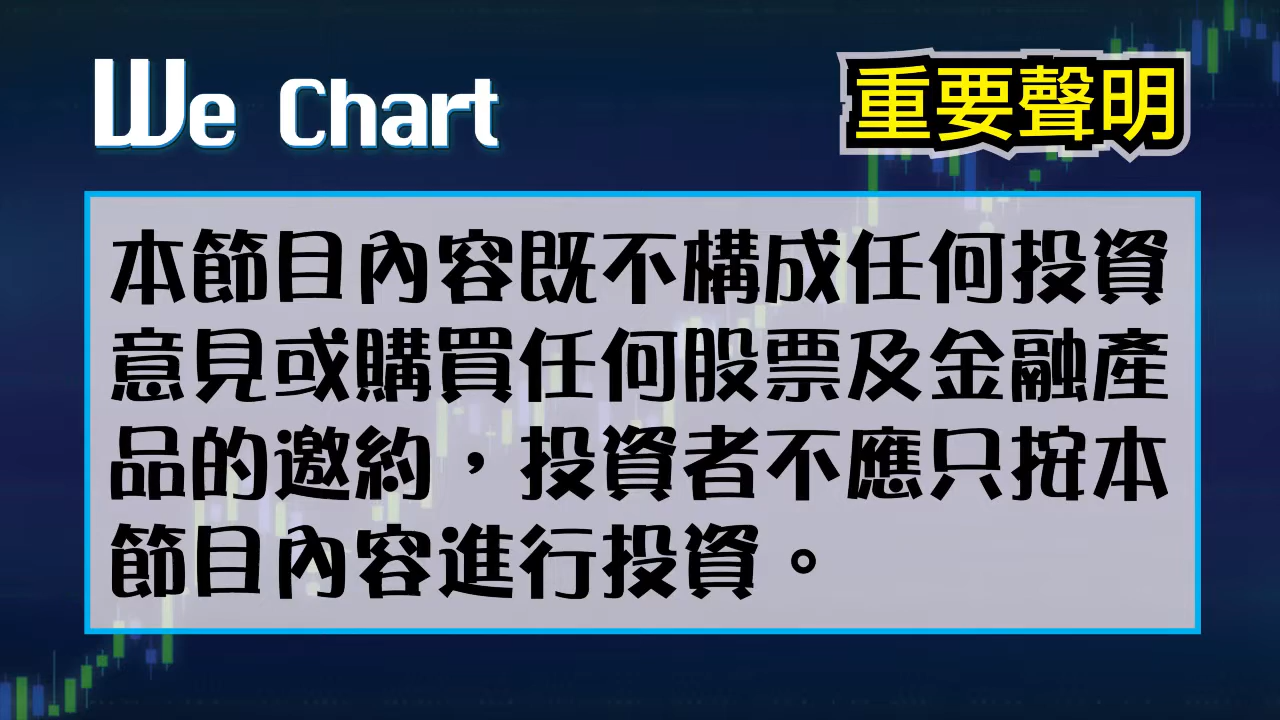 We Chart
重要聲明
本節目內容既不構成任何投資
意見或購買任何股票及金融產
品的邀約，投資者不應只按本
節目內容進行投資。